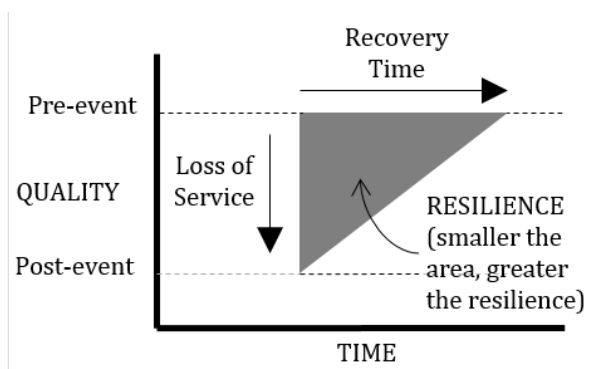 Recovery
Time
Pre-event
Loss of
Service
QUALITY
RESILIENCE
(smaller the
area, greater
the resilience)
Post-event
TIME